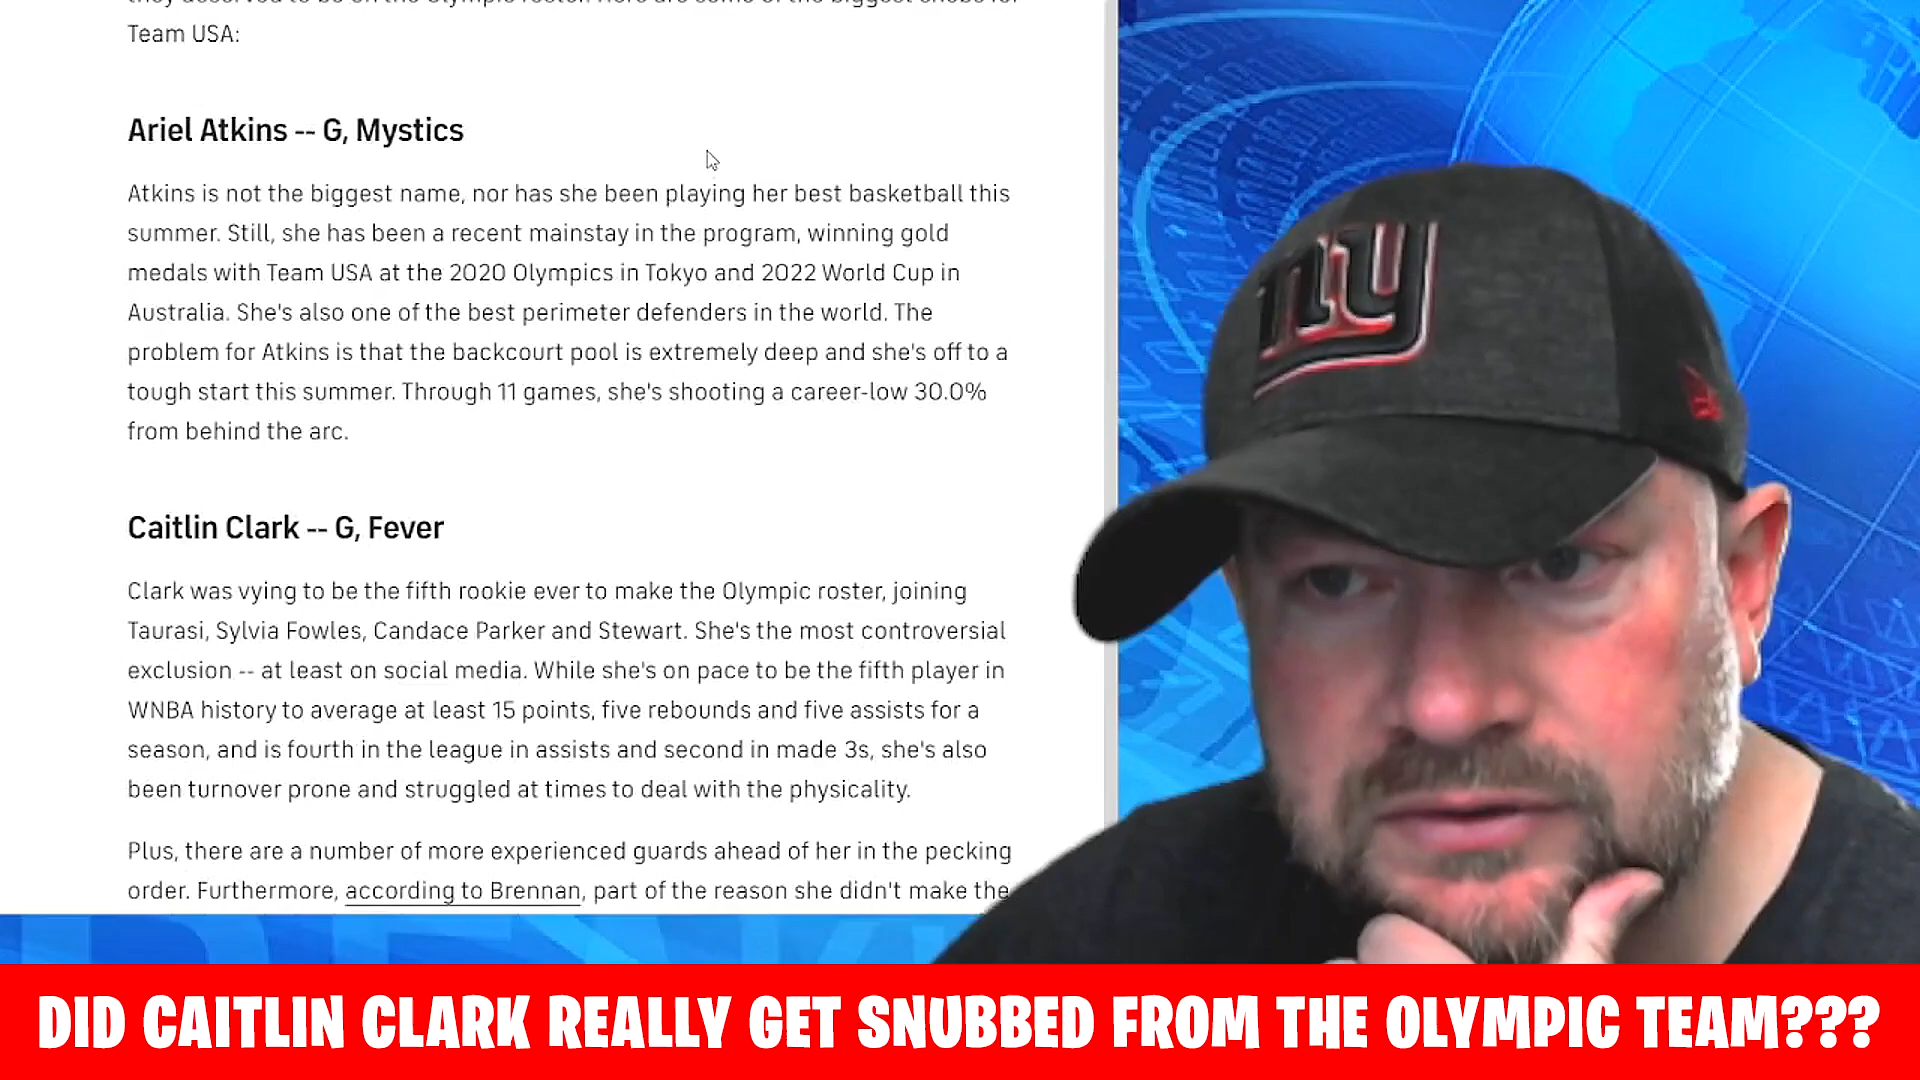 Team USA:
Ariel Atkins -- G, Mystics
Atkins is not the biggest name, nor has she been playing her best basketball this
summer. Still, she has been a recent mainstay in the program, winning gold
medals with Team USA at the 2020 Olympics in Tokyo and 2022 World Cup in
Australia. She's also one of the best perimeter defenders in the world. The
problem for Atkins is that the backcourt pool is extremely deep and she's off to a
tough start this summer. Through 11 games, she's shooting a career-low 30.0%
from behind the arc.
Caitlin Clark -- G, Fever
Clark was vying to be the fifth rookie ever to make the Olympic roster, joining
Taurasi, Sylvia Fowles, Candace Parker and Stewart. She's the most controversial
exclusion -- at least on social media. While she's on pace to be the fifth player in
WNBA history to average at least 15 points, five rebounds and five assists for a
season, and is fourth in the league in assists and second in made 3s, she's also
been turnover prone and struggled at times to deal with the physicality.
Plus, there are a number of more experienced guards ahead of her in the pecking
order. Furthermore, according to Brennan, part of the reason she didn't make the
ny
DID CAITLIN CLARK REALLY GET SNUBBED FROM THE OLYMPIC TEAM???